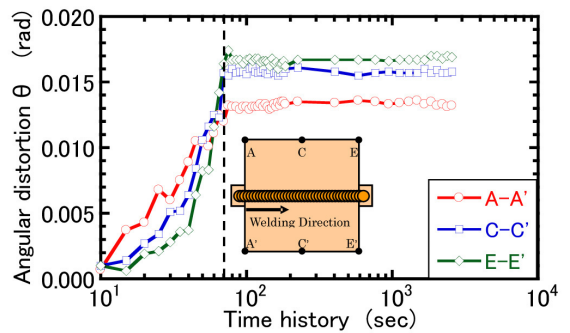 Angular distortion θ (rad)
0.020
0.015
0.010
0.005
0.000
A C E
Welding Direction
A' C' E'
A-A'
C-C'
E-E'
10¹ 10² 10³ 10⁴
Time history (sec)